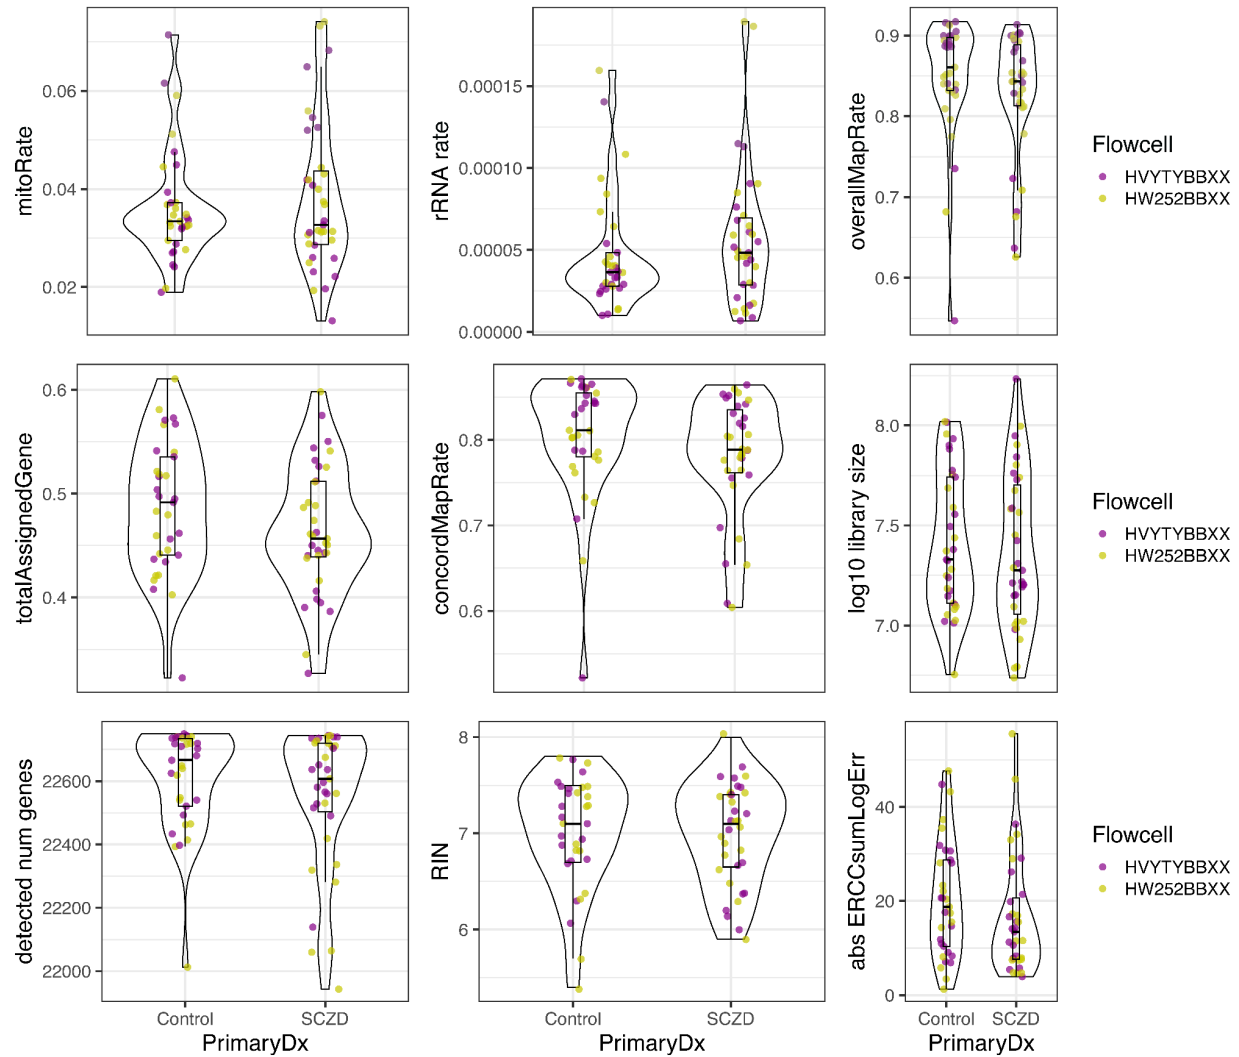 mitoRate
0.06
0.04
0.02
rRNA rate
0.00015
0.00010
0.00005
0.00000
overallMapRate
0.9
0.8
0.7
0.6
Flowcell
HVYTYBBXX
HW252BBXX
totalAssignedGene
0.6
0.5
0.4
concordMapRate
0.8
0.7
0.6
log10 library size
8.0
7.5
7.0
Flowcell
HVYTYBBXX
HW252BBXX
detected num genes
22600
22400
22200
22000
Control
SCZD
PrimaryDx
RIN
8
7
6
Control
SCZD
PrimaryDx
abs ERCCsumLogErr
40
20
0
Control
SCZD
PrimaryDx
Flowcell
HVYTYBBXX
HW252BBXX